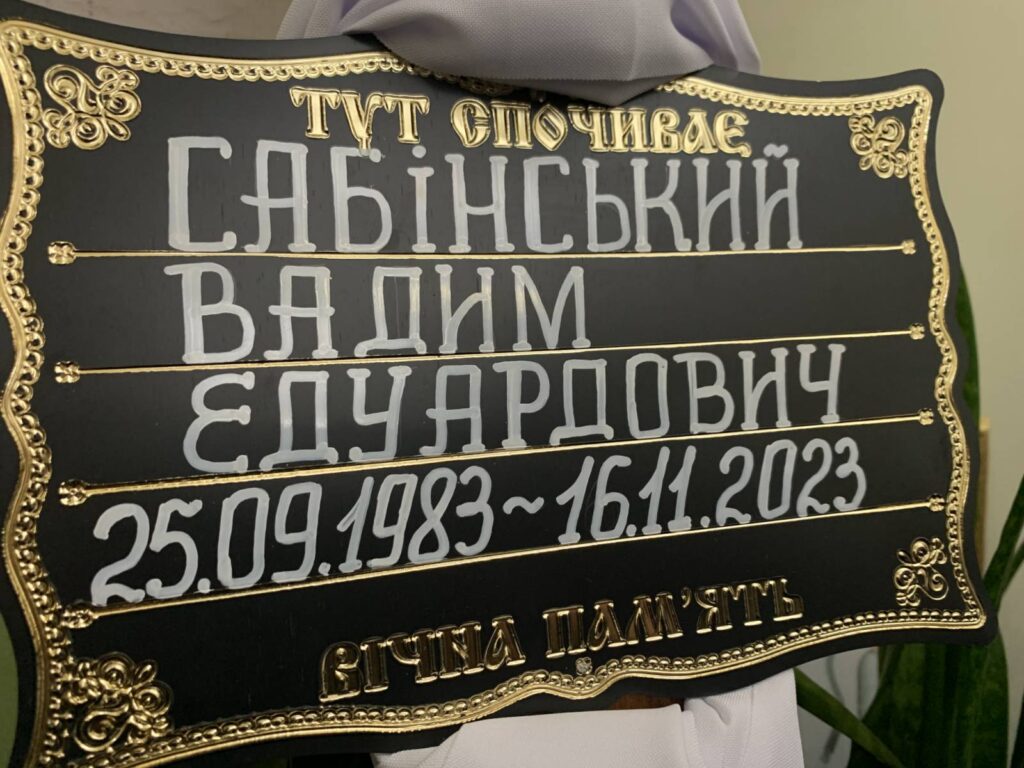 ТУТ СПОЧИВАЄ
САБІНСЬКИЙ
ВАДИМ
ЕДУАРДОВИЧ
25.09.1983~16.11.2023
ВІЧНА ПАМ'ЯТЬ